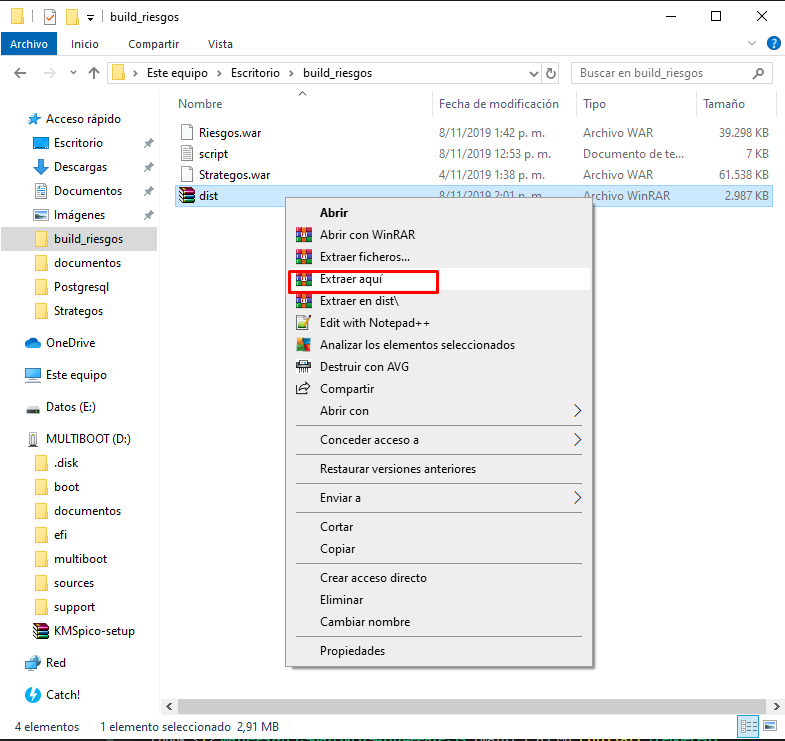 build_riesgos
Archivo Inicio Compartir Vista
Este equipo Escritorio build_riesgos
Buscar en build_riesgos
Nombre Fecha de modificación Tipo Tamaño
Acceso rápido
Escritorio
Descargas
Documentos
Imágenes
build_riesgos
documentos
Postgresql
Strategos
OneDrive
Este equipo
Datos (E:)
MULTIBOOT (D:)
.disk
boot
documentos
efi
multiboot
sources
support
KMSpico-setup
Red
Catch!
Riesgos.war 8/11/2019 1:42 p. m. Archivo WAR 39.298 KB
script 8/11/2019 12:53 p. m. Documento de te... 7 KB
Strategos.war 4/11/2019 1:38 p. m. Archivo WAR 61.538 KB
dist 8/11/2019 2:01 p. m. Archivo WinRAR 2.987 KB
Abrir
Abrir con WinRAR
Extraer ficheros...
Extraer aquí
Extraer en dist\
Edit with Notepad++
Analizar los elementos seleccionados
Destruir con AVG
Compartir
Abrir con
Conceder acceso a
Restaurar versiones anteriores
Enviar a
Cortar
Copiar
Crear acceso directo
Eliminar
Cambiar nombre
Propiedades
4 elementos 1 elemento seleccionado 2,91 MB